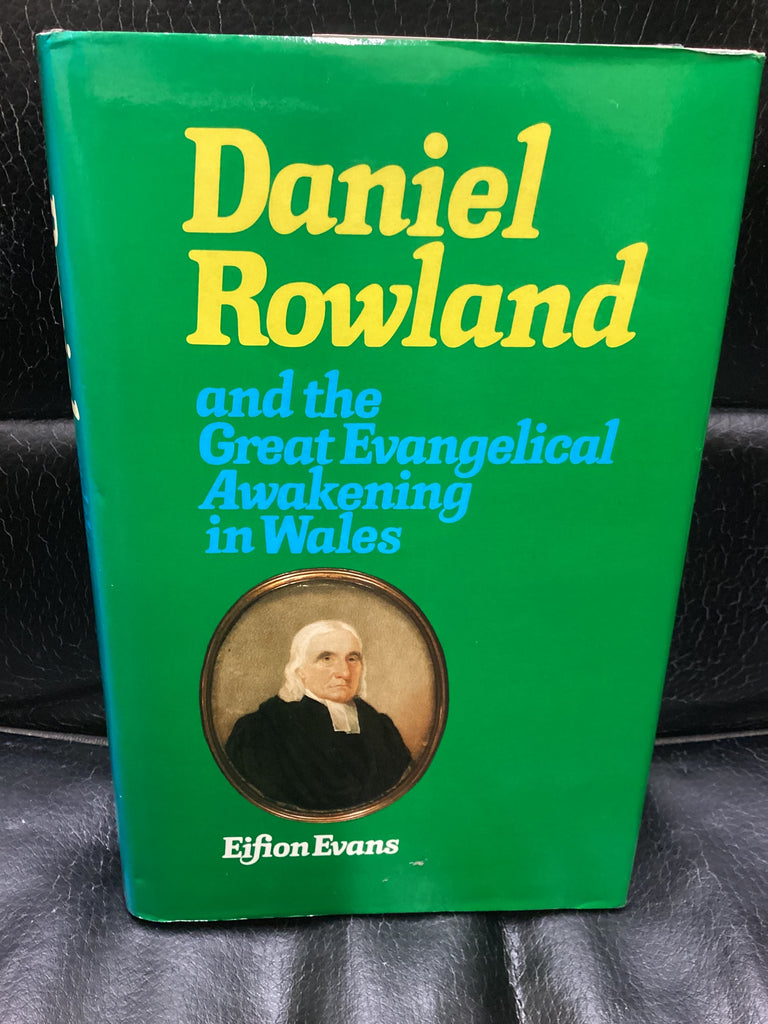 Daniel
Rowland
and the
Great Evangelical
Awakening
in Wales
Eifion Evans